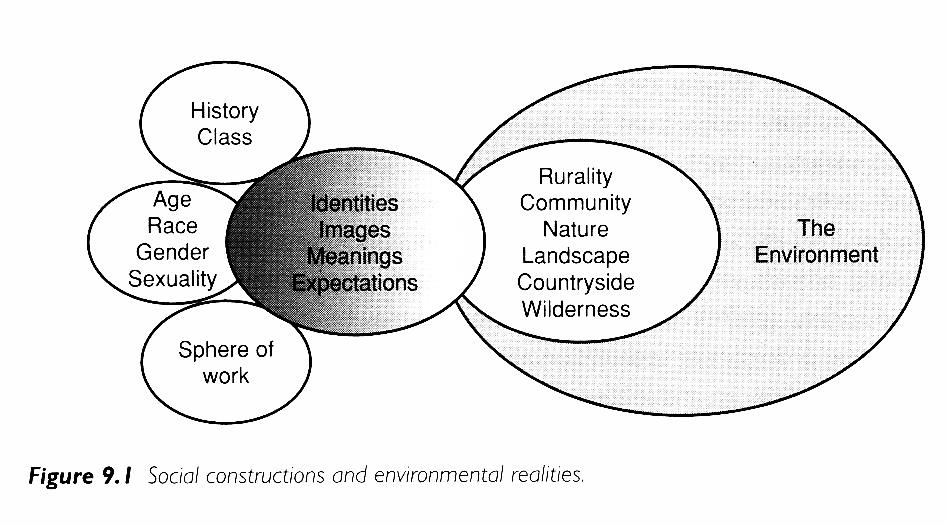 History
Class
Age
Race
Gender
Sexuality
Sphere of
work
Identities
Images
Meanings
Expectations
Rurality
Community
Nature
Landscape
Countryside
Wilderness
The
Environment
Figure 9.1 Social constructions and environmental realities.